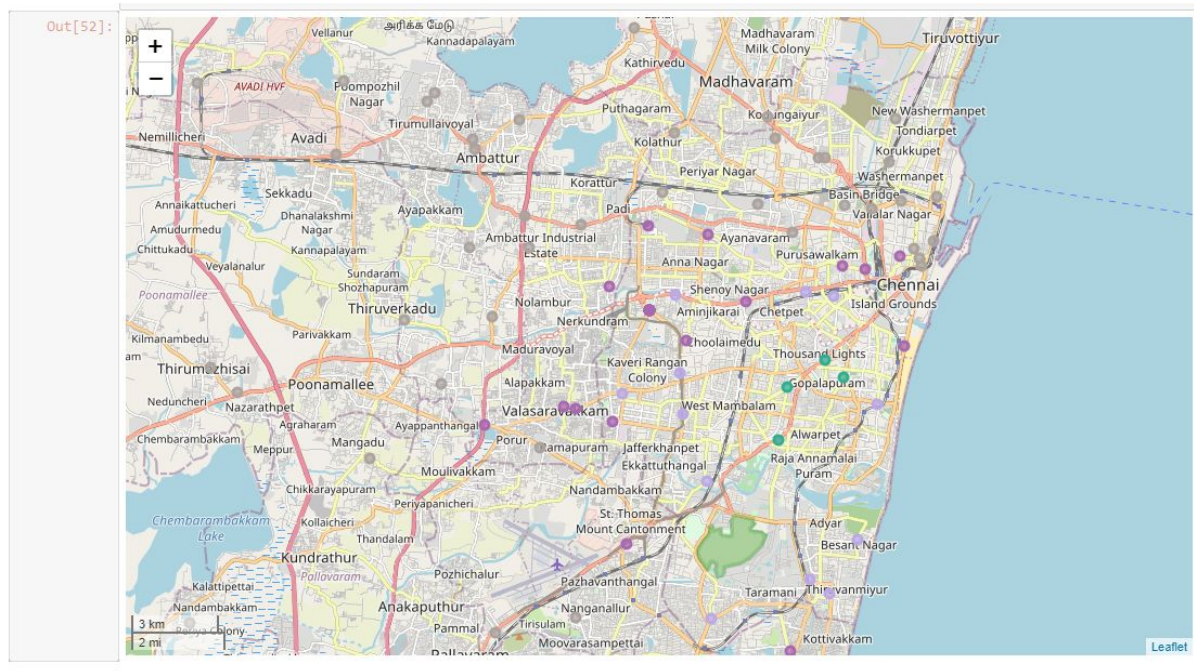 Out[52]:
+
−
அரிக்க மேடு
Vellanur
Kannadapalayam
Kathirvedu
Madhavaram
Milk Colony
Tiruvottiyur
AVADI HVF
Poompozhil
Nagar
Madhavaram
Puthagaram
New Washermanpet
Tondiarpet
Nemillicheri
Avadi
Tirumullaivoyal
Kolathur
Kodungaiyur
Korukkupet
Ambattur
Periyar Nagar
Washermanpet
Sekkadu
Korattur
Basin Bridge
Annaikattucheri
Dhanalakshmi
Nagar
Ayapakkam
Padi
Vallalar Nagar
Amudurmedu
Chittukadu
Kannapalayam
Ambattur Industrial
Estate
Ayanavaram
Veyalanalur
Sundaram
Shozhapuram
Anna Nagar
Purusawalkam
Poonamallee
Thiruverkadu
Nolambur
Shenoy Nagar
Chennai
Island Grounds
Parivakkam
Nerkundram
Aminjikarai
Chetpet
Kilmanambedu
Maduravoyal
Choolaimedu
Thousand Lights
am
Thirumazhisai
Poonamallee
Alapakkam
Kaveri Rangan
Colony
Gopalapuram
Neduncheri
Nazarathpet
Agraharam
Valasaravakkam
West Mambalam
Chembarambakkam
Mangadu
Ayappanthangal
Porur
Alwarpet
Meppur
Ramapuram
Jafferkhanpet
Ekkattuthangal
Raja Annamalai
Puram
Moulivakkam
Chikkarayapuram
Periyapanicheri
Nandambakkam
Chembarambakkam
Lake
Kollaicheri
Thandalam
St. Thomas
Mount Cantonment
Adyar
Besant Nagar
Kundrathur
Pallavaram
Pozhichalur
Pazhavanthangal
Kalattipettai
Taramani
Thiruvanmiyur
Nandambakkam
Anakaputhur
Nanganallur
Periya Colony
3 km
2 mi
Pammal
Tirisulam
Moovarasampettai
Kottivakkam
Pallavaram
Leaflet